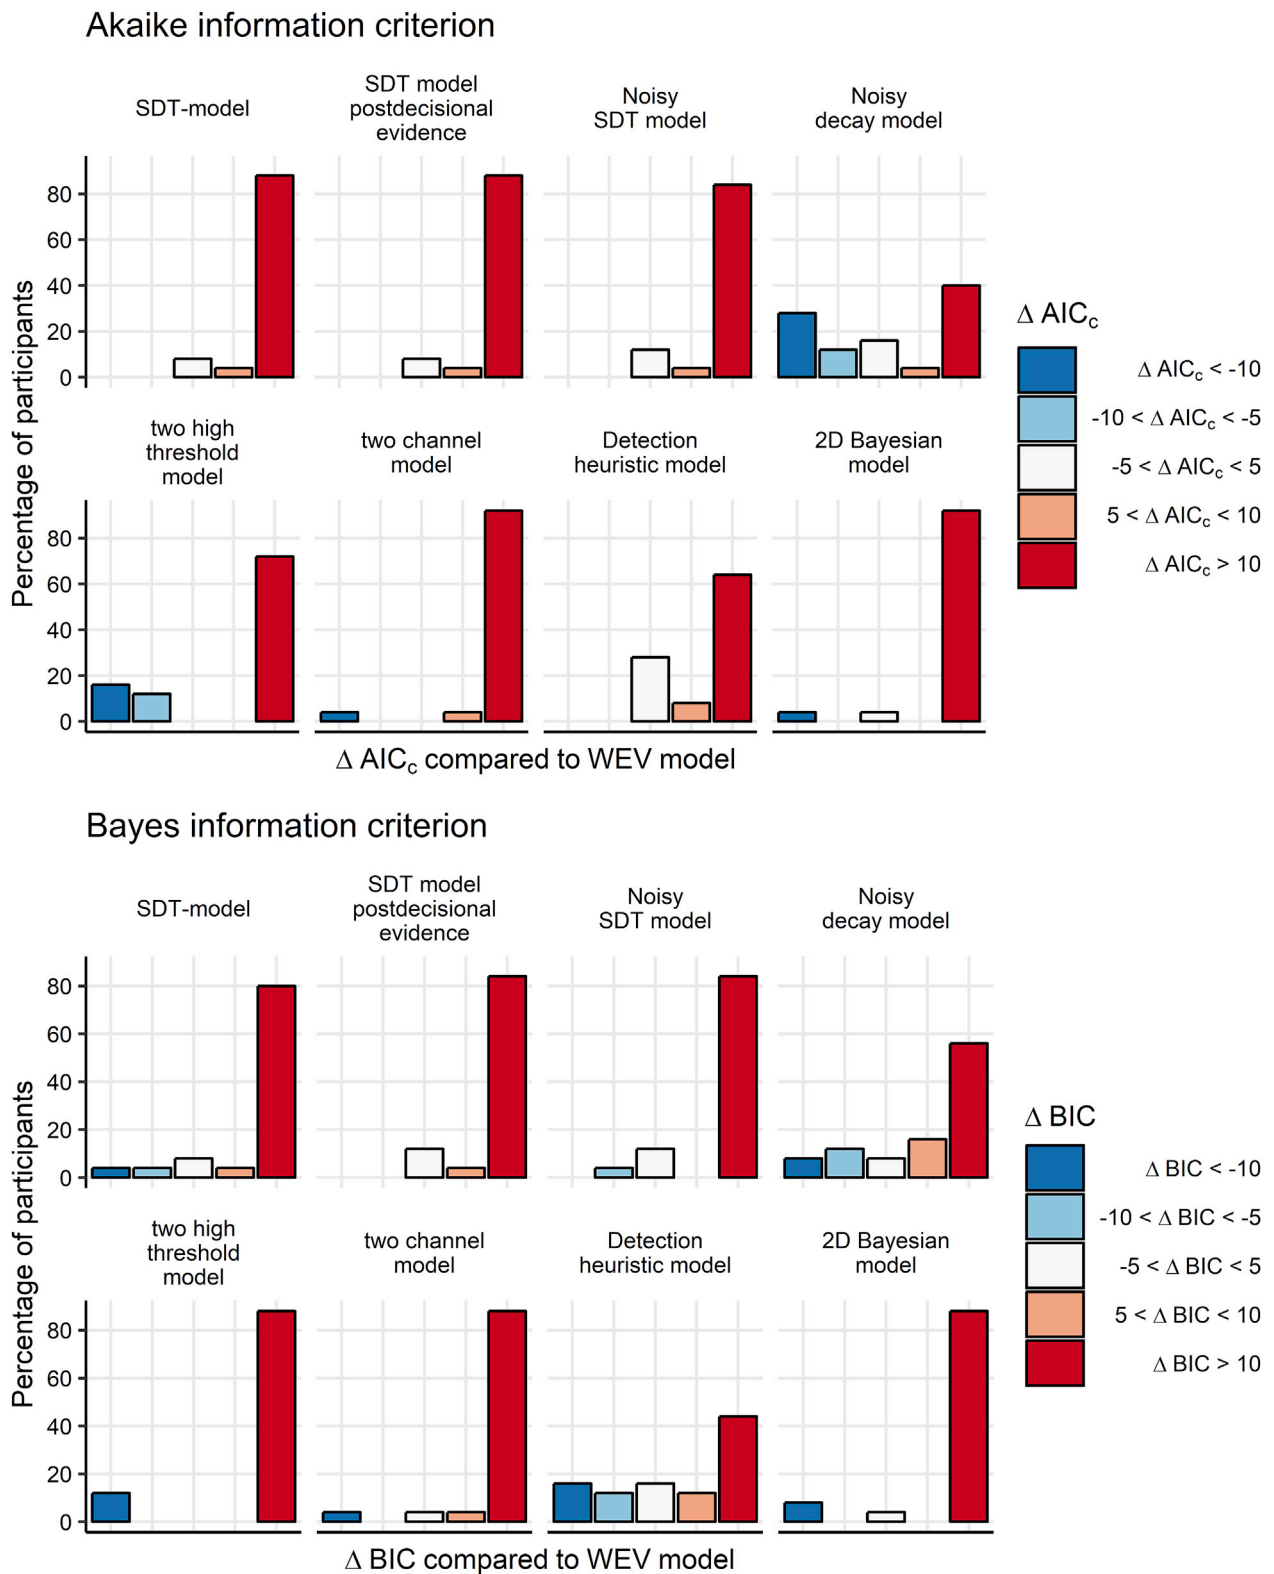 Akaike information criterion
SDT-model
SDT model
postdecisional
evidence
Noisy
SDT model
Noisy
decay model
80
60
40
20
0
two high
threshold
model
two channel
model
Detection
heuristic model
2D Bayesian
model
80
60
40
20
0
Percentage of participants
Δ AICc compared to WEV model
Δ AICc
Δ AICc < -10
-10 < Δ AICc < -5
-5 < Δ AICc < 5
5 < Δ AICc < 10
Δ AICc > 10
Bayes information criterion
SDT-model
SDT model
postdecisional
evidence
Noisy
SDT model
Noisy
decay model
80
60
40
20
0
two high
threshold
model
two channel
model
Detection
heuristic model
2D Bayesian
model
80
60
40
20
0
Percentage of participants
Δ BIC compared to WEV model
Δ BIC
Δ BIC < -10
-10 < Δ BIC < -5
-5 < Δ BIC < 5
5 < Δ BIC < 10
Δ BIC > 10